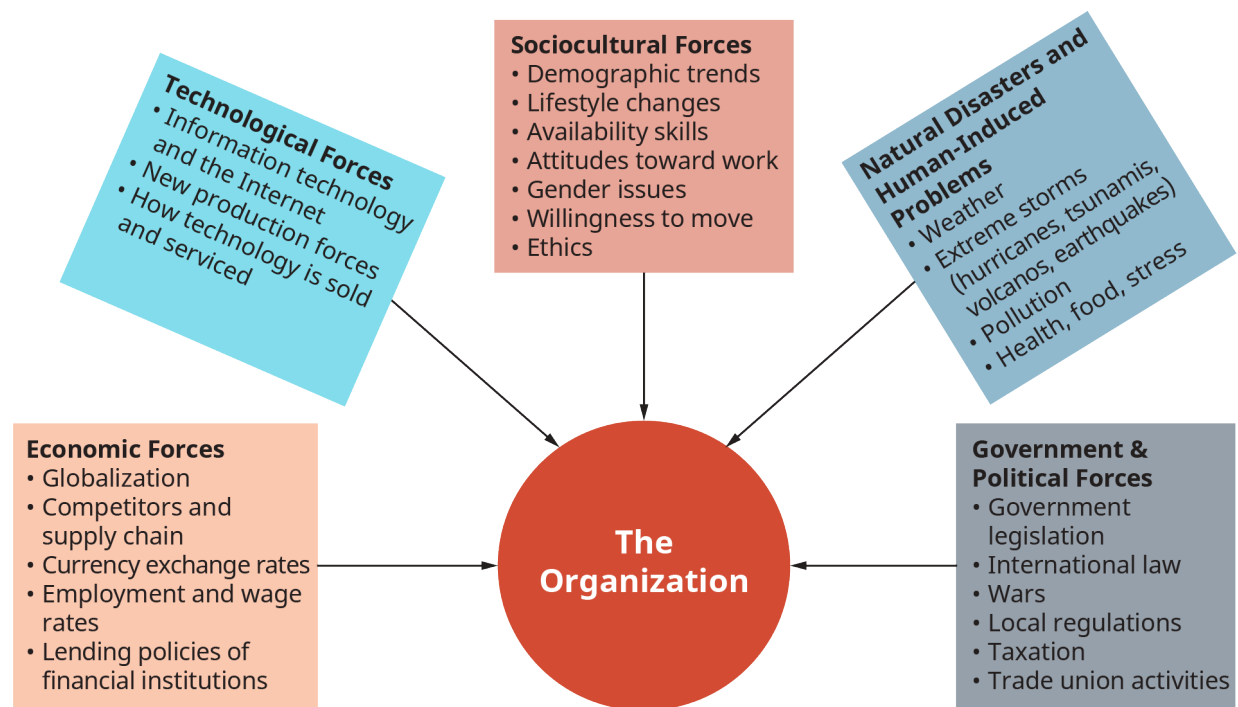 Technological Forces
• Information technology
and the Internet
• New production forces
• How technology is sold
and serviced
Sociocultural Forces
• Demographic trends
• Lifestyle changes
• Availability skills
• Attitudes toward work
• Gender issues
• Willingness to move
• Ethics
Natural Disasters and
Human-Induced
Problems
• Weather
• Extreme storms
(hurricanes, tsunamis,
volcanos, earthquakes)
• Pollution
• Health, food, stress
Economic Forces
• Globalization
• Competitors and
supply chain
• Currency exchange rates
• Employment and wage
rates
• Lending policies of
financial institutions
The
Organization
Government &
Political Forces
• Government
legislation
• International law
• Wars
• Local regulations
• Taxation
• Trade union activities